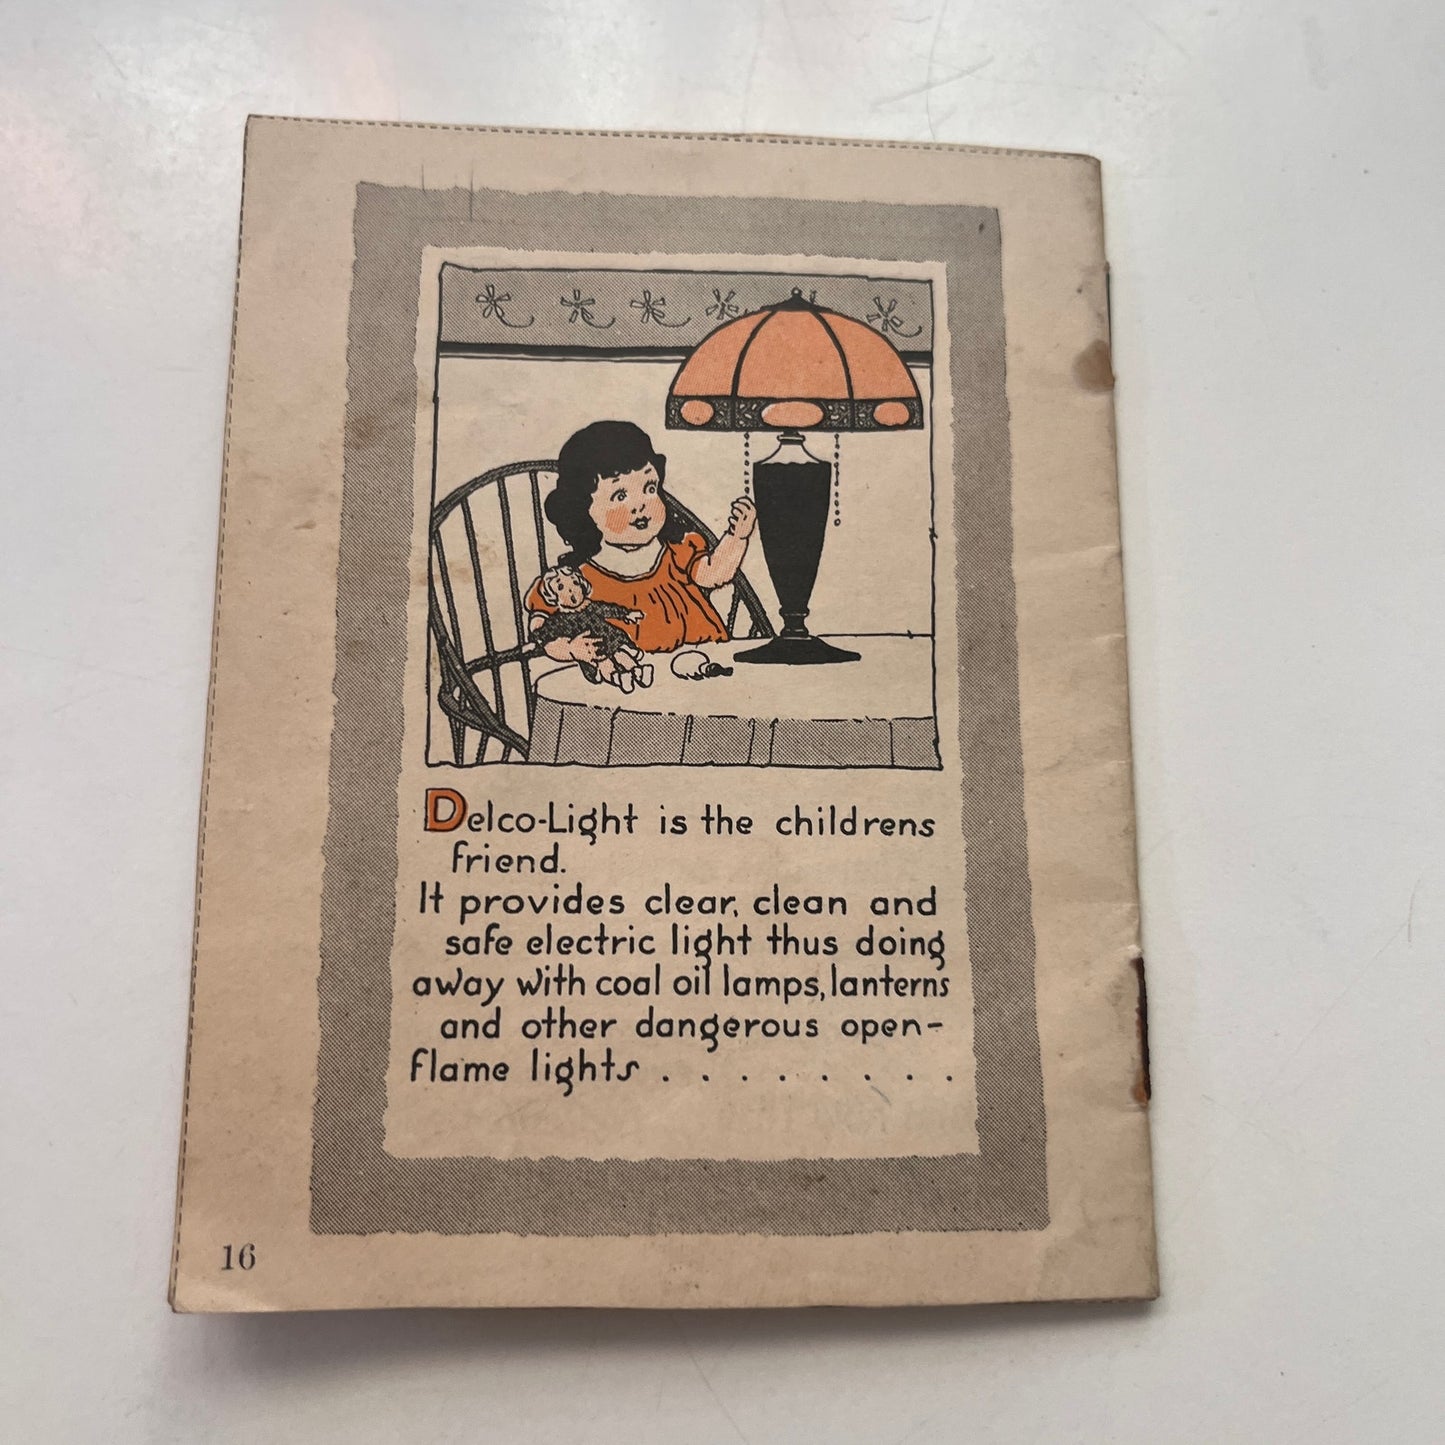 Delco-Light is the childrens
friend.
It provides clear, clean and
safe electric light thus doing
away with coal oil lamps, lanterns
and other dangerous open-
flame lights . . . . . . . .
16